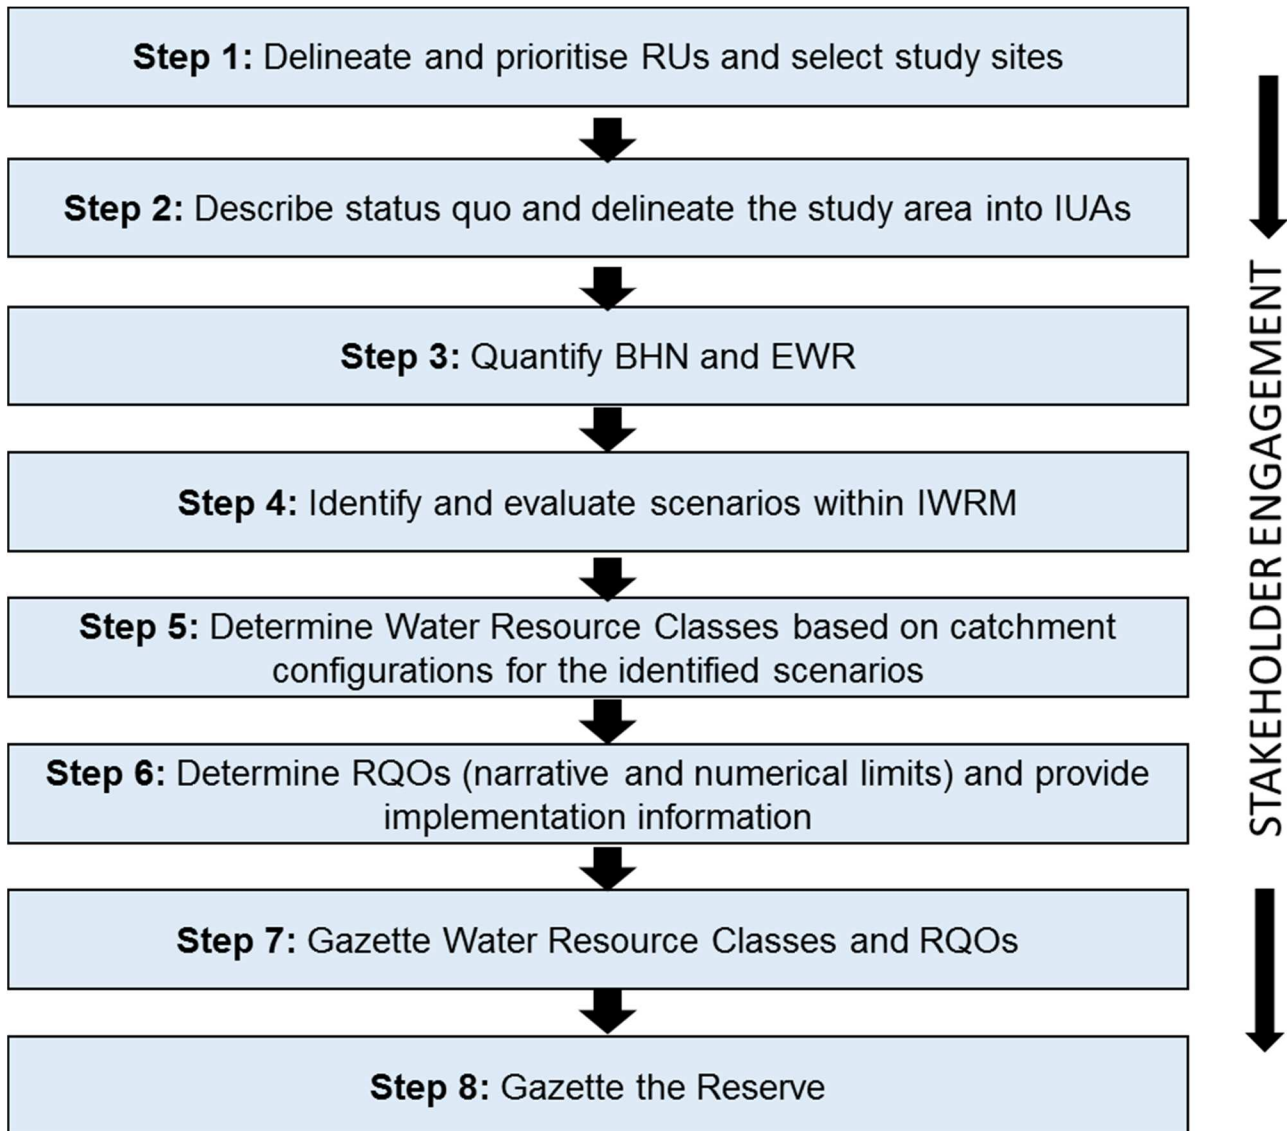 Step 1: Delineate and prioritise RUs and select study sites
Step 2: Describe status quo and delineate the study area into IUAs
Step 3: Quantify BHN and EWR
Step 4: Identify and evaluate scenarios within IWRM
Step 5: Determine Water Resource Classes based on catchment
configurations for the identified scenarios
Step 6: Determine RQOs (narrative and numerical limits) and provide
implementation information
Step 7: Gazette Water Resource Classes and RQOs
Step 8: Gazette the Reserve
STAKEHOLDER ENGAGEMENT